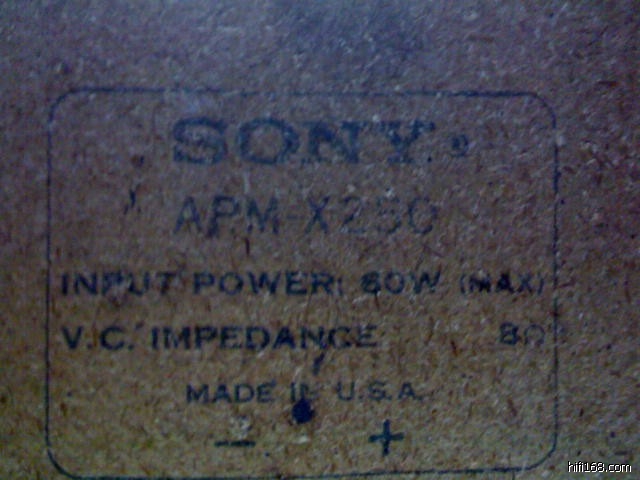 SONY®
APM-X250
INPUT POWER: 60W (MAX)
V.C. IMPEDANCE 8Ω
MADE IN U.S.A.
− +
hifi168.com